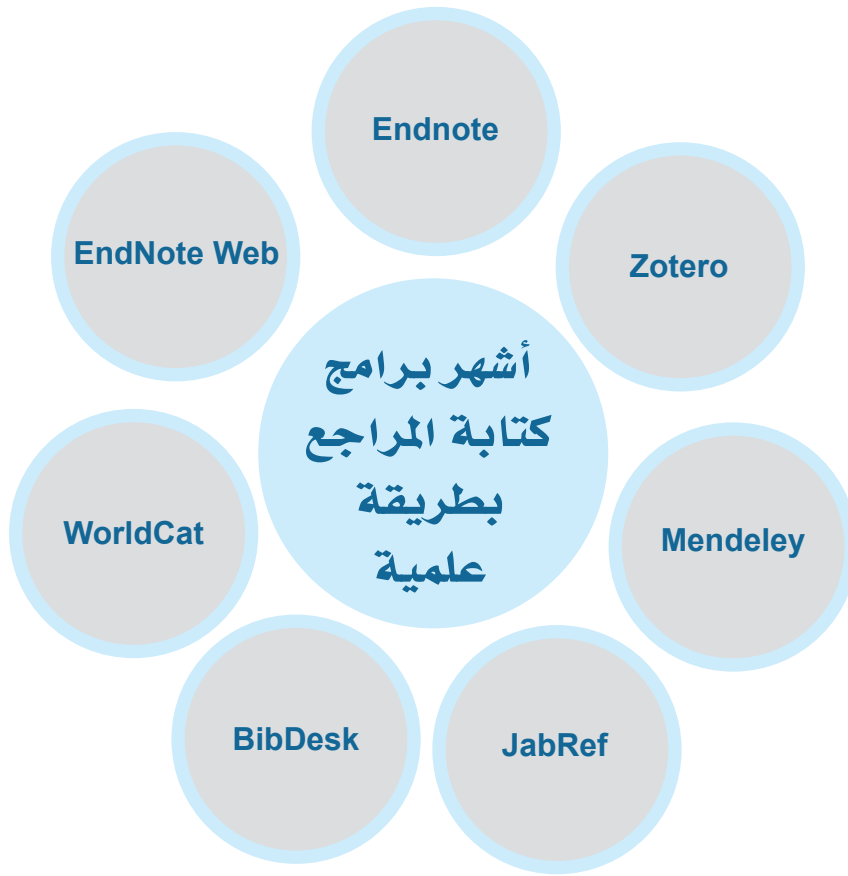 أشهر برامج
كتابة المراجع
بطريقة
علمية
Endnote
Zotero
Mendeley
JabRef
BibDesk
WorldCat
EndNote Web